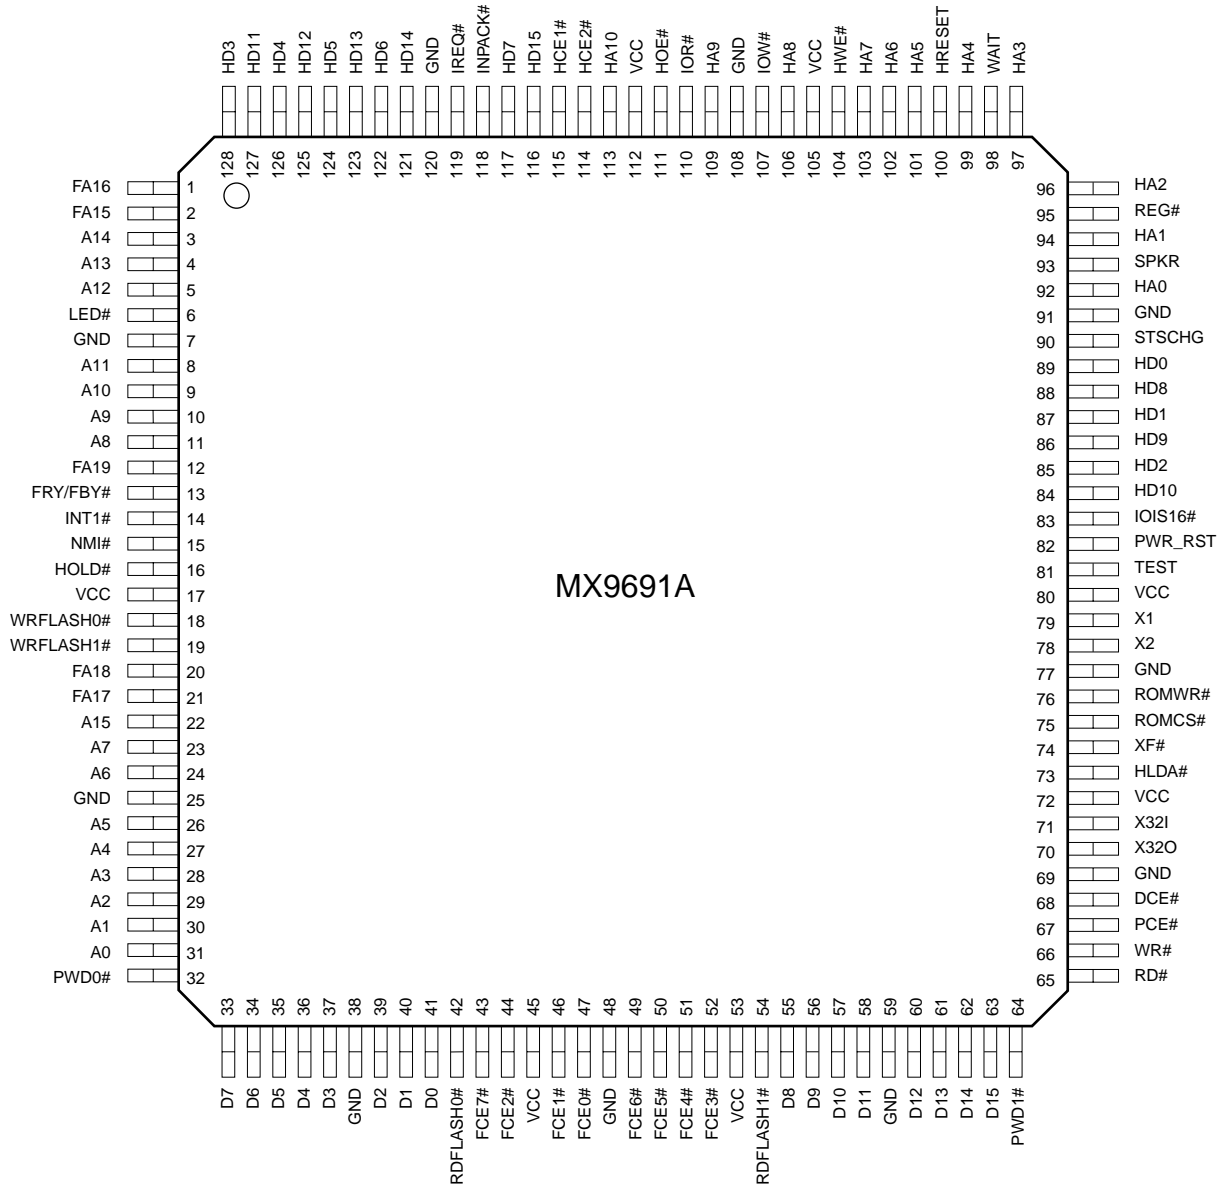 HD3
HD11
HD4
HD12
HD5
HD13
HD6
HD14
GND
IREQ#
INPACK#
HD7
HD15
HCE1#
HCE2#
HA10
VCC
HOE#
IOR#
HA9
GND
IOW#
HA8
VCC
HWE#
HA7
HA6
HA5
HRESET
HA4
WAIT
HA3
128
127
126
125
124
123
122
121
120
119
118
117
116
115
114
113
112
111
110
109
108
107
106
105
104
103
102
101
100
99
98
97
FA16 1
FA15 2
A14 3
A13 4
A12 5
LED# 6
GND 7
A11 8
A10 9
A9 10
A8 11
FA19 12
FRY/FBY# 13
INT1# 14
NMI# 15
HOLD# 16
VCC 17
WRFLASH0# 18
WRFLASH1# 19
FA18 20
FA17 21
A15 22
A7 23
A6 24
GND 25
A5 26
A4 27
A3 28
A2 29
A1 30
A0 31
PWD0# 32
MX9691A
96 HA2
95 REG#
94 HA1
93 SPKR
92 HA0
91 GND
90 STSCHG
89 HD0
88 HD8
87 HD1
86 HD9
85 HD2
84 HD10
83 IOIS16#
82 PWR_RST
81 TEST
80 VCC
79 X1
78 X2
77 GND
76 ROMWR#
75 ROMCS#
74 XF#
73 HLDA#
72 VCC
71 X32I
70 X32O
69 GND
68 DCE#
67 PCE#
66 WR#
65 RD#
33
34
35
36
37
38
39
40
41
42
43
44
45
46
47
48
49
50
51
52
53
54
55
56
57
58
59
60
61
62
63
64
D7
D6
D5
D4
D3
GND
D2
D1
D0
RDFLASH0#
FCE7#
FCE2#
VCC
FCE1#
FCE0#
GND
FCE6#
FCE5#
FCE4#
FCE3#
VCC
RDFLASH1#
D8
D9
D10
D11
GND
D12
D13
D14
D15
PWD1#